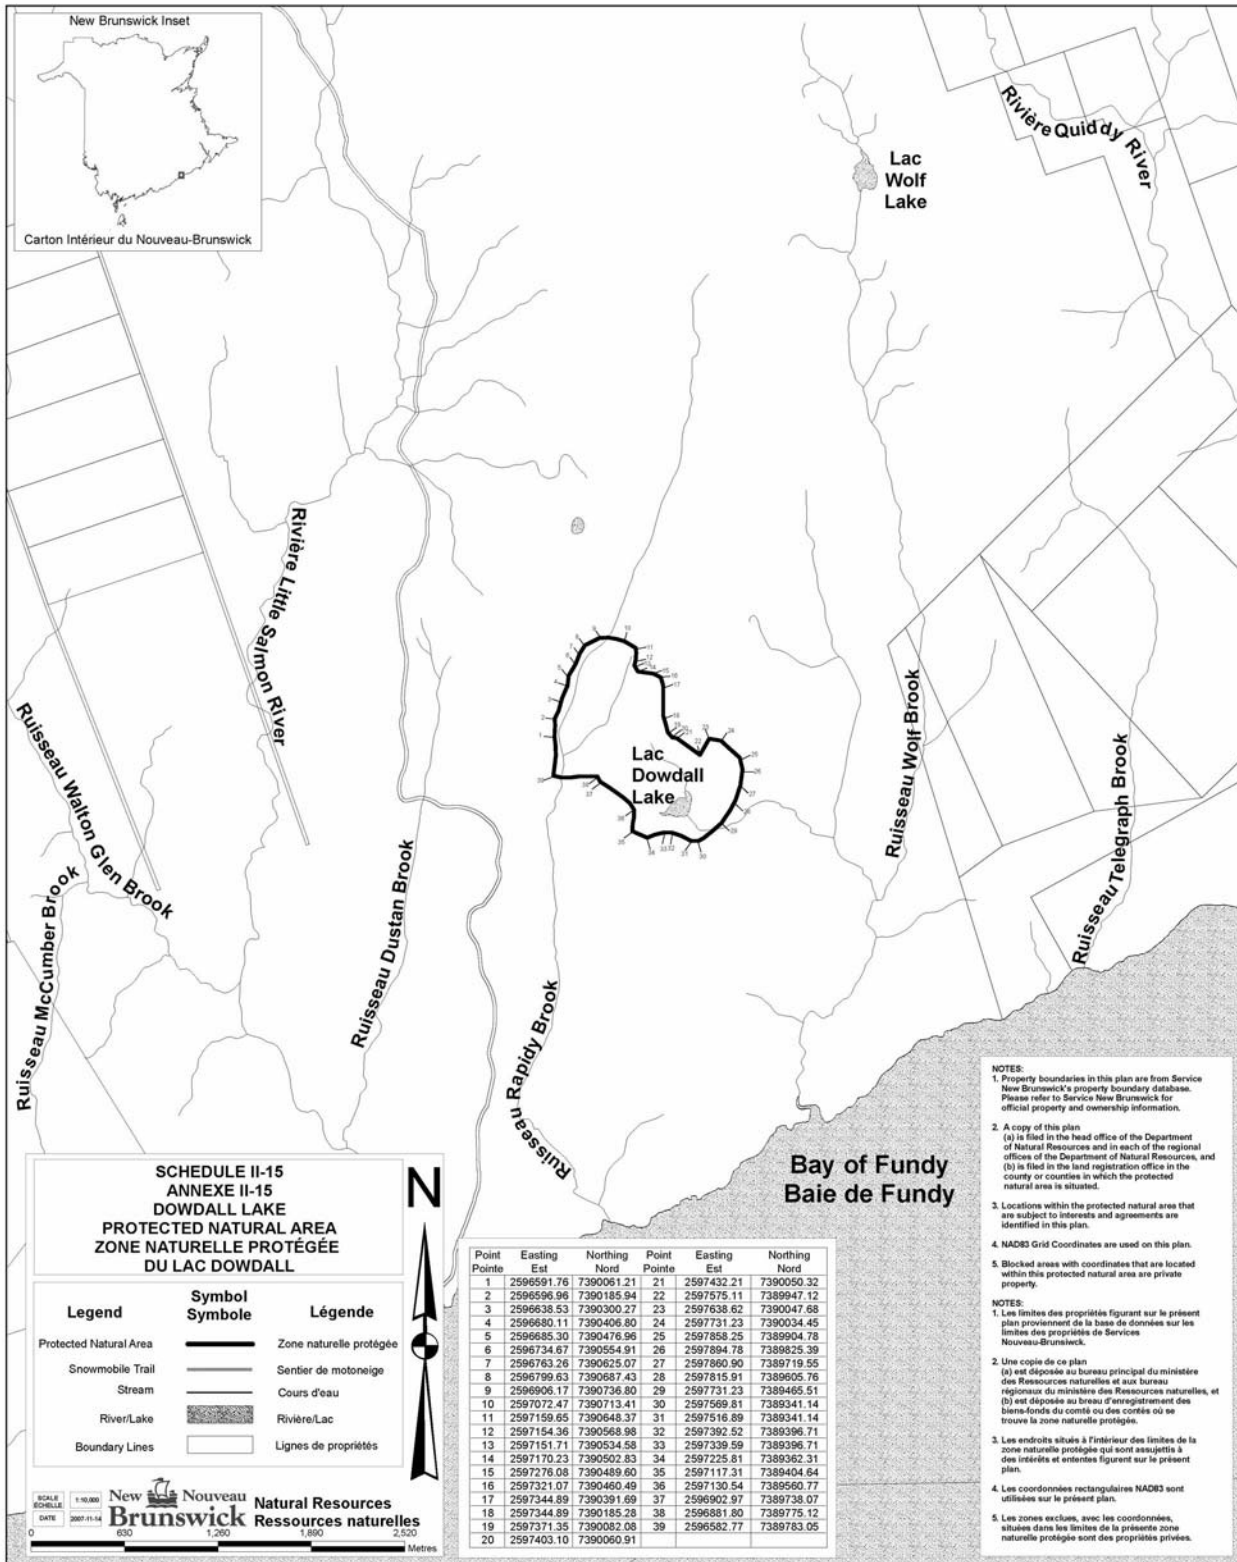 New Brunswick Inset
Carton Intérieur du Nouveau-Brunswick
Lac
Wolf
Lake
Rivière Quiddy River
Rivière Little Salmon River
Ruisseau Walton Glen Brook
Ruisseau McCumber Brook
Ruisseau Dustan Brook
Ruisseau Rapidy Brook
Lac
Dowdall
Lake
Ruisseau Wolf Brook
Ruisseau Telegraph Brook
Bay of Fundy
Baie de Fundy
SCHEDULE II-15
ANNEXE II-15
DOWDALL LAKE
PROTECTED NATURAL AREA
ZONE NATURELLE PROTÉGÉE
DU LAC DOWDALL
N
Legend Symbol Légende
Symbole
Protected Natural Area Zone naturelle protégée
Snowmobile Trail Sentier de motoneige
Stream Cours d'eau
River/Lake Rivière/Lac
Boundary Lines Lignes de propriétés
SCALE
ÉCHELLE 1:10,000
DATE 2007-11-14
New Nouveau
Brunswick
Natural Resources
Ressources naturelles
0 630 1,260 1,890 2,520
Metres
Point Easting Northing Point Easting Northing
Pointe Est Nord Pointe Est Nord
1 2596591.76 7390061.21 21 2597432.21 7390050.32
2 2596596.96 7390185.94 22 2597575.11 7389947.12
3 2596638.53 7390300.27 23 2597638.62 7390047.68
4 2596680.11 7390406.80 24 2597731.23 7390034.45
5 2596685.30 7390476.96 25 2597858.25 7389904.78
6 2596734.67 7390554.91 26 2597894.78 7389825.39
7 2596763.26 7390625.07 27 2597860.90 7389719.55
8 2596799.63 7390687.43 28 2597815.91 7389605.76
9 2596906.17 7390736.80 29 2597731.23 7389465.51
10 2597072.47 7390713.41 30 2597569.81 7389341.14
11 2597159.65 7390648.37 31 2597516.89 7389341.14
12 2597154.36 7390568.98 32 2597392.52 7389396.71
13 2597151.71 7390534.58 33 2597339.59 7389396.71
14 2597170.23 7390502.83 34 2597225.81 7389362.31
15 2597276.08 7390489.60 35 2597117.31 7389404.64
16 2597321.07 7390460.49 36 2597130.54 7389560.77
17 2597344.89 7390391.69 37 2596902.97 7389738.07
18 2597344.89 7390185.28 38 2596881.80 7389775.12
19 2597371.35 7390082.08 39 2596582.77 7389783.05
20 2597403.10 7390060.91
NOTES:
1. Property boundaries in this plan are from Service
New Brunswick's property boundary database.
Please refer to Service New Brunswick for
official property and ownership information.
2. A copy of this plan
(a) is filed in the head office of the Department
of Natural Resources and in each of the regional
offices of the Department of Natural Resources, and
(b) is filed in the land registration office in the
county or counties in which the protected
natural area is situated.
3. Locations within the protected natural area that
are subject to interests and agreements are
identified in this plan.
4. NAD83 Grid Coordinates are used on this plan.
5. Blocked areas with coordinates that are located
within this protected natural area are private
property.
NOTES:
1. Les limites des propriétés figurant sur le présent
plan proviennent de la base de données sur les
limites des propriétés de Services
Nouveau-Brunsiwck.
2. Une copie de ce plan
(a) est déposée au bureau principal du ministère
des Ressources naturelles et aux bureau
régionaux du ministère des Ressources naturelles, et
(b) est déposée au breau d'enregistrement des
biens-fonds du comté ou des contés où se
trouve la zone naturelle protégée.
3. Les endroits situés à l'intérieur des limites de la
zone naturelle protégée qui sont assujettis à
des intérêts et ententes figurent sur le présent
plan.
4. Les coordonnées rectangulaires NAD83 sont
utilisées sur le présent plan.
5. Les zones exclues, avec les coordonnées,
situées dans les limites de la présente zone
naturelle protégée sont des propriétés privées.